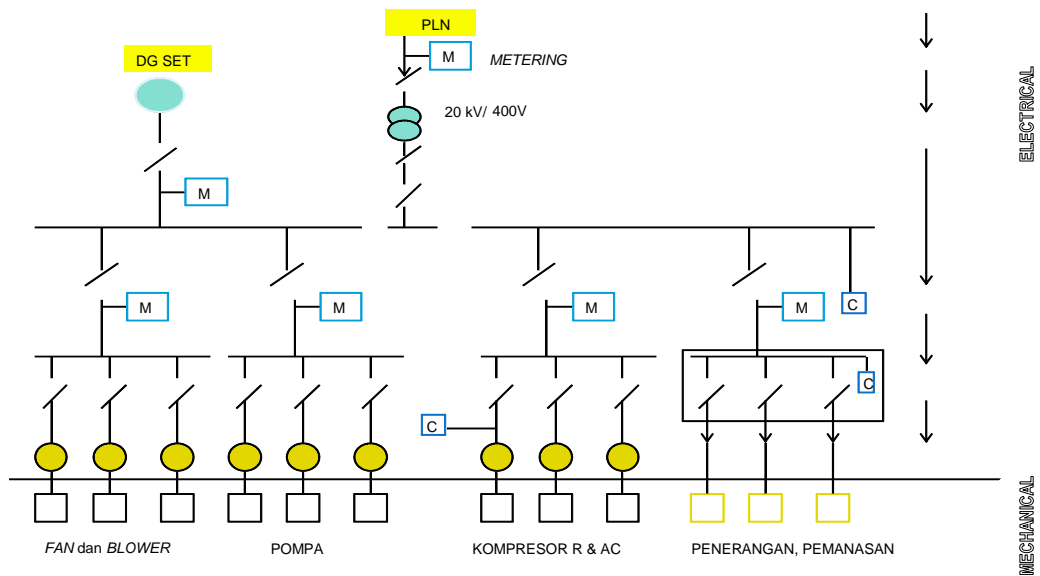 PLN
DG SET
M
METERING
20 kV/ 400V
M
M
M
M
M
C
C
C
FAN dan BLOWER
POMPA
KOMPRESOR R & AC
PENERANGAN, PEMANASAN
ELECTRICAL
MECHANICAL